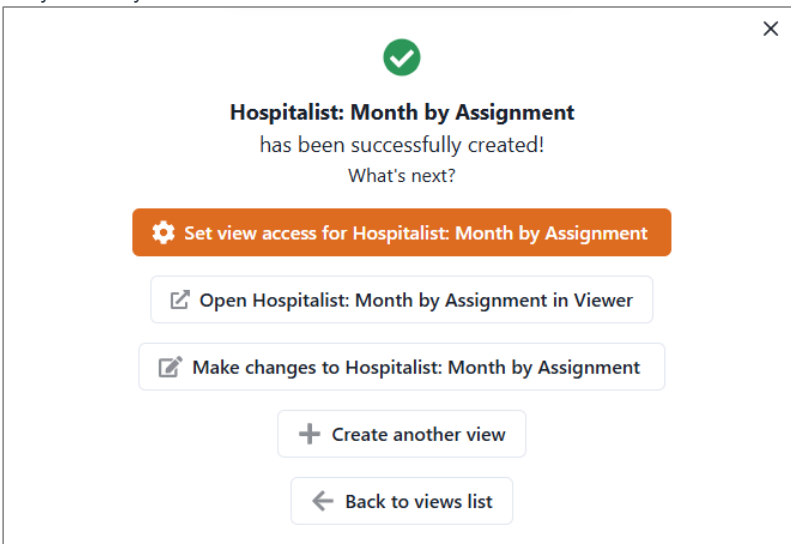 Hospitalist: Month by Assignment
has been successfully created!
What's next?
Set view access for Hospitalist: Month by Assignment
Open Hospitalist: Month by Assignment in Viewer
Make changes to Hospitalist: Month by Assignment
Create another view
Back to views list